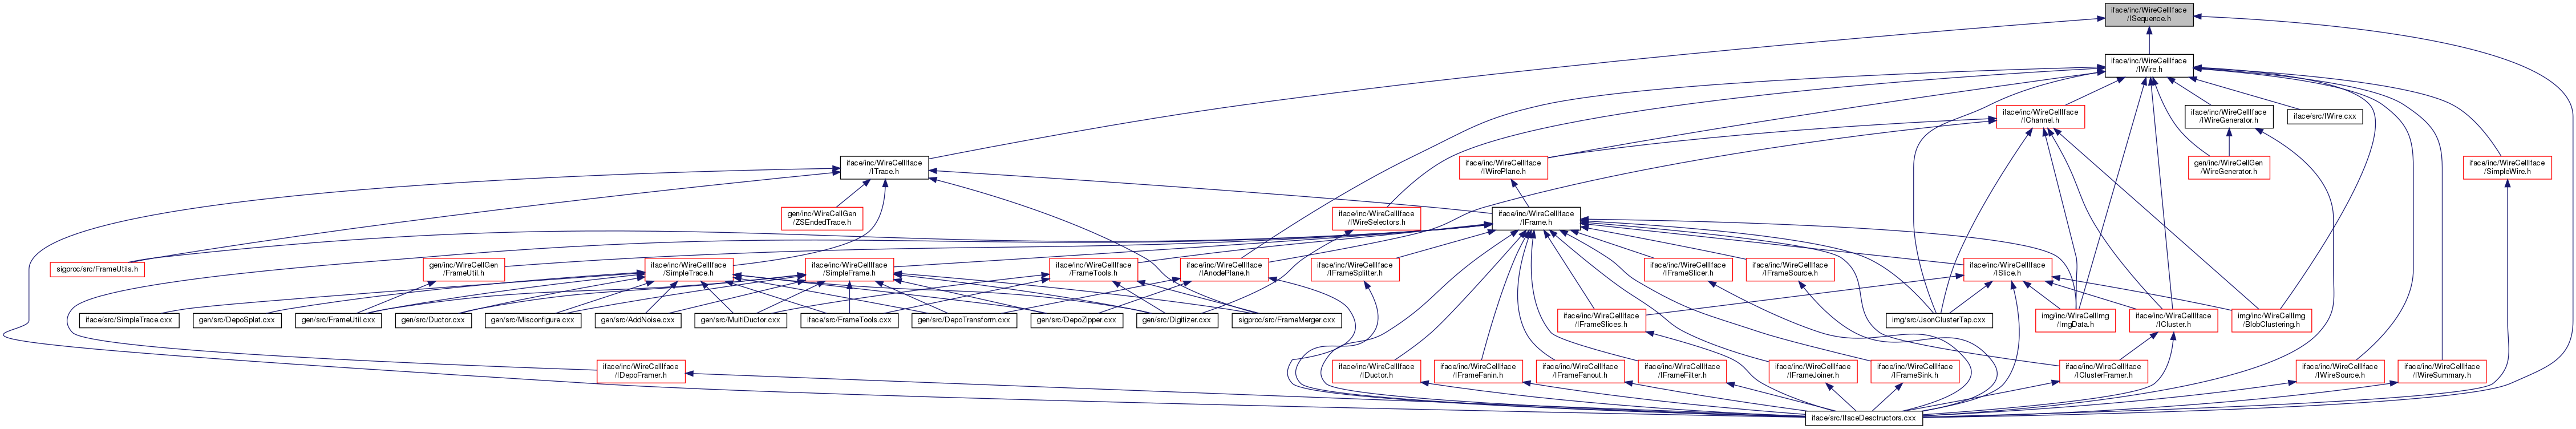 iface/inc/WireCellIface
/ISequence.h
iface/inc/WireCellIface
/IWire.h
iface/inc/WireCellIface
/IChannel.h
iface/inc/WireCellIface
/IWireGenerator.h
iface/src/IWire.cxx
iface/inc/WireCellIface
/ITrace.h
iface/inc/WireCellIface
/IWirePlane.h
gen/inc/WireCellGen
/WireGenerator.h
iface/inc/WireCellIface
/SimpleWire.h
gen/inc/WireCellGen
/ZSEndedTrace.h
iface/inc/WireCellIface
/IWireSelectors.h
iface/inc/WireCellIface
/IFrame.h
sigproc/src/FrameUtils.h
gen/inc/WireCellGen
/FrameUtil.h
iface/inc/WireCellIface
/SimpleTrace.h
iface/inc/WireCellIface
/SimpleFrame.h
iface/inc/WireCellIface
/FrameTools.h
iface/inc/WireCellIface
/IAnodePlane.h
iface/inc/WireCellIface
/IFrameSplitter.h
iface/inc/WireCellIface
/IFrameSlicer.h
iface/inc/WireCellIface
/IFrameSource.h
iface/inc/WireCellIface
/ISlice.h
iface/src/SimpleTrace.cxx
gen/src/DepoSplat.cxx
gen/src/FrameUtil.cxx
gen/src/Ductor.cxx
gen/src/Misconfigure.cxx
gen/src/AddNoise.cxx
gen/src/MultiDuctor.cxx
iface/src/FrameTools.cxx
gen/src/DepoTransform.cxx
gen/src/DepoZipper.cxx
gen/src/Digitizer.cxx
sigproc/src/FrameMerger.cxx
iface/inc/WireCellIface
/IFrameSlices.h
img/src/JsonClusterTap.cxx
img/inc/WireCellImg
/ImgData.h
iface/inc/WireCellIface
/ICluster.h
img/inc/WireCellImg
/BlobClustering.h
iface/inc/WireCellIface
/IDepoFramer.h
iface/inc/WireCellIface
/IDuctor.h
iface/inc/WireCellIface
/IFrameFanin.h
iface/inc/WireCellIface
/IFrameFanout.h
iface/inc/WireCellIface
/IFrameFilter.h
iface/inc/WireCellIface
/IFrameJoiner.h
iface/inc/WireCellIface
/IFrameSink.h
iface/inc/WireCellIface
/IClusterFramer.h
iface/inc/WireCellIface
/IWireSource.h
iface/inc/WireCellIface
/IWireSummary.h
iface/src/IfaceDesctructors.cxx